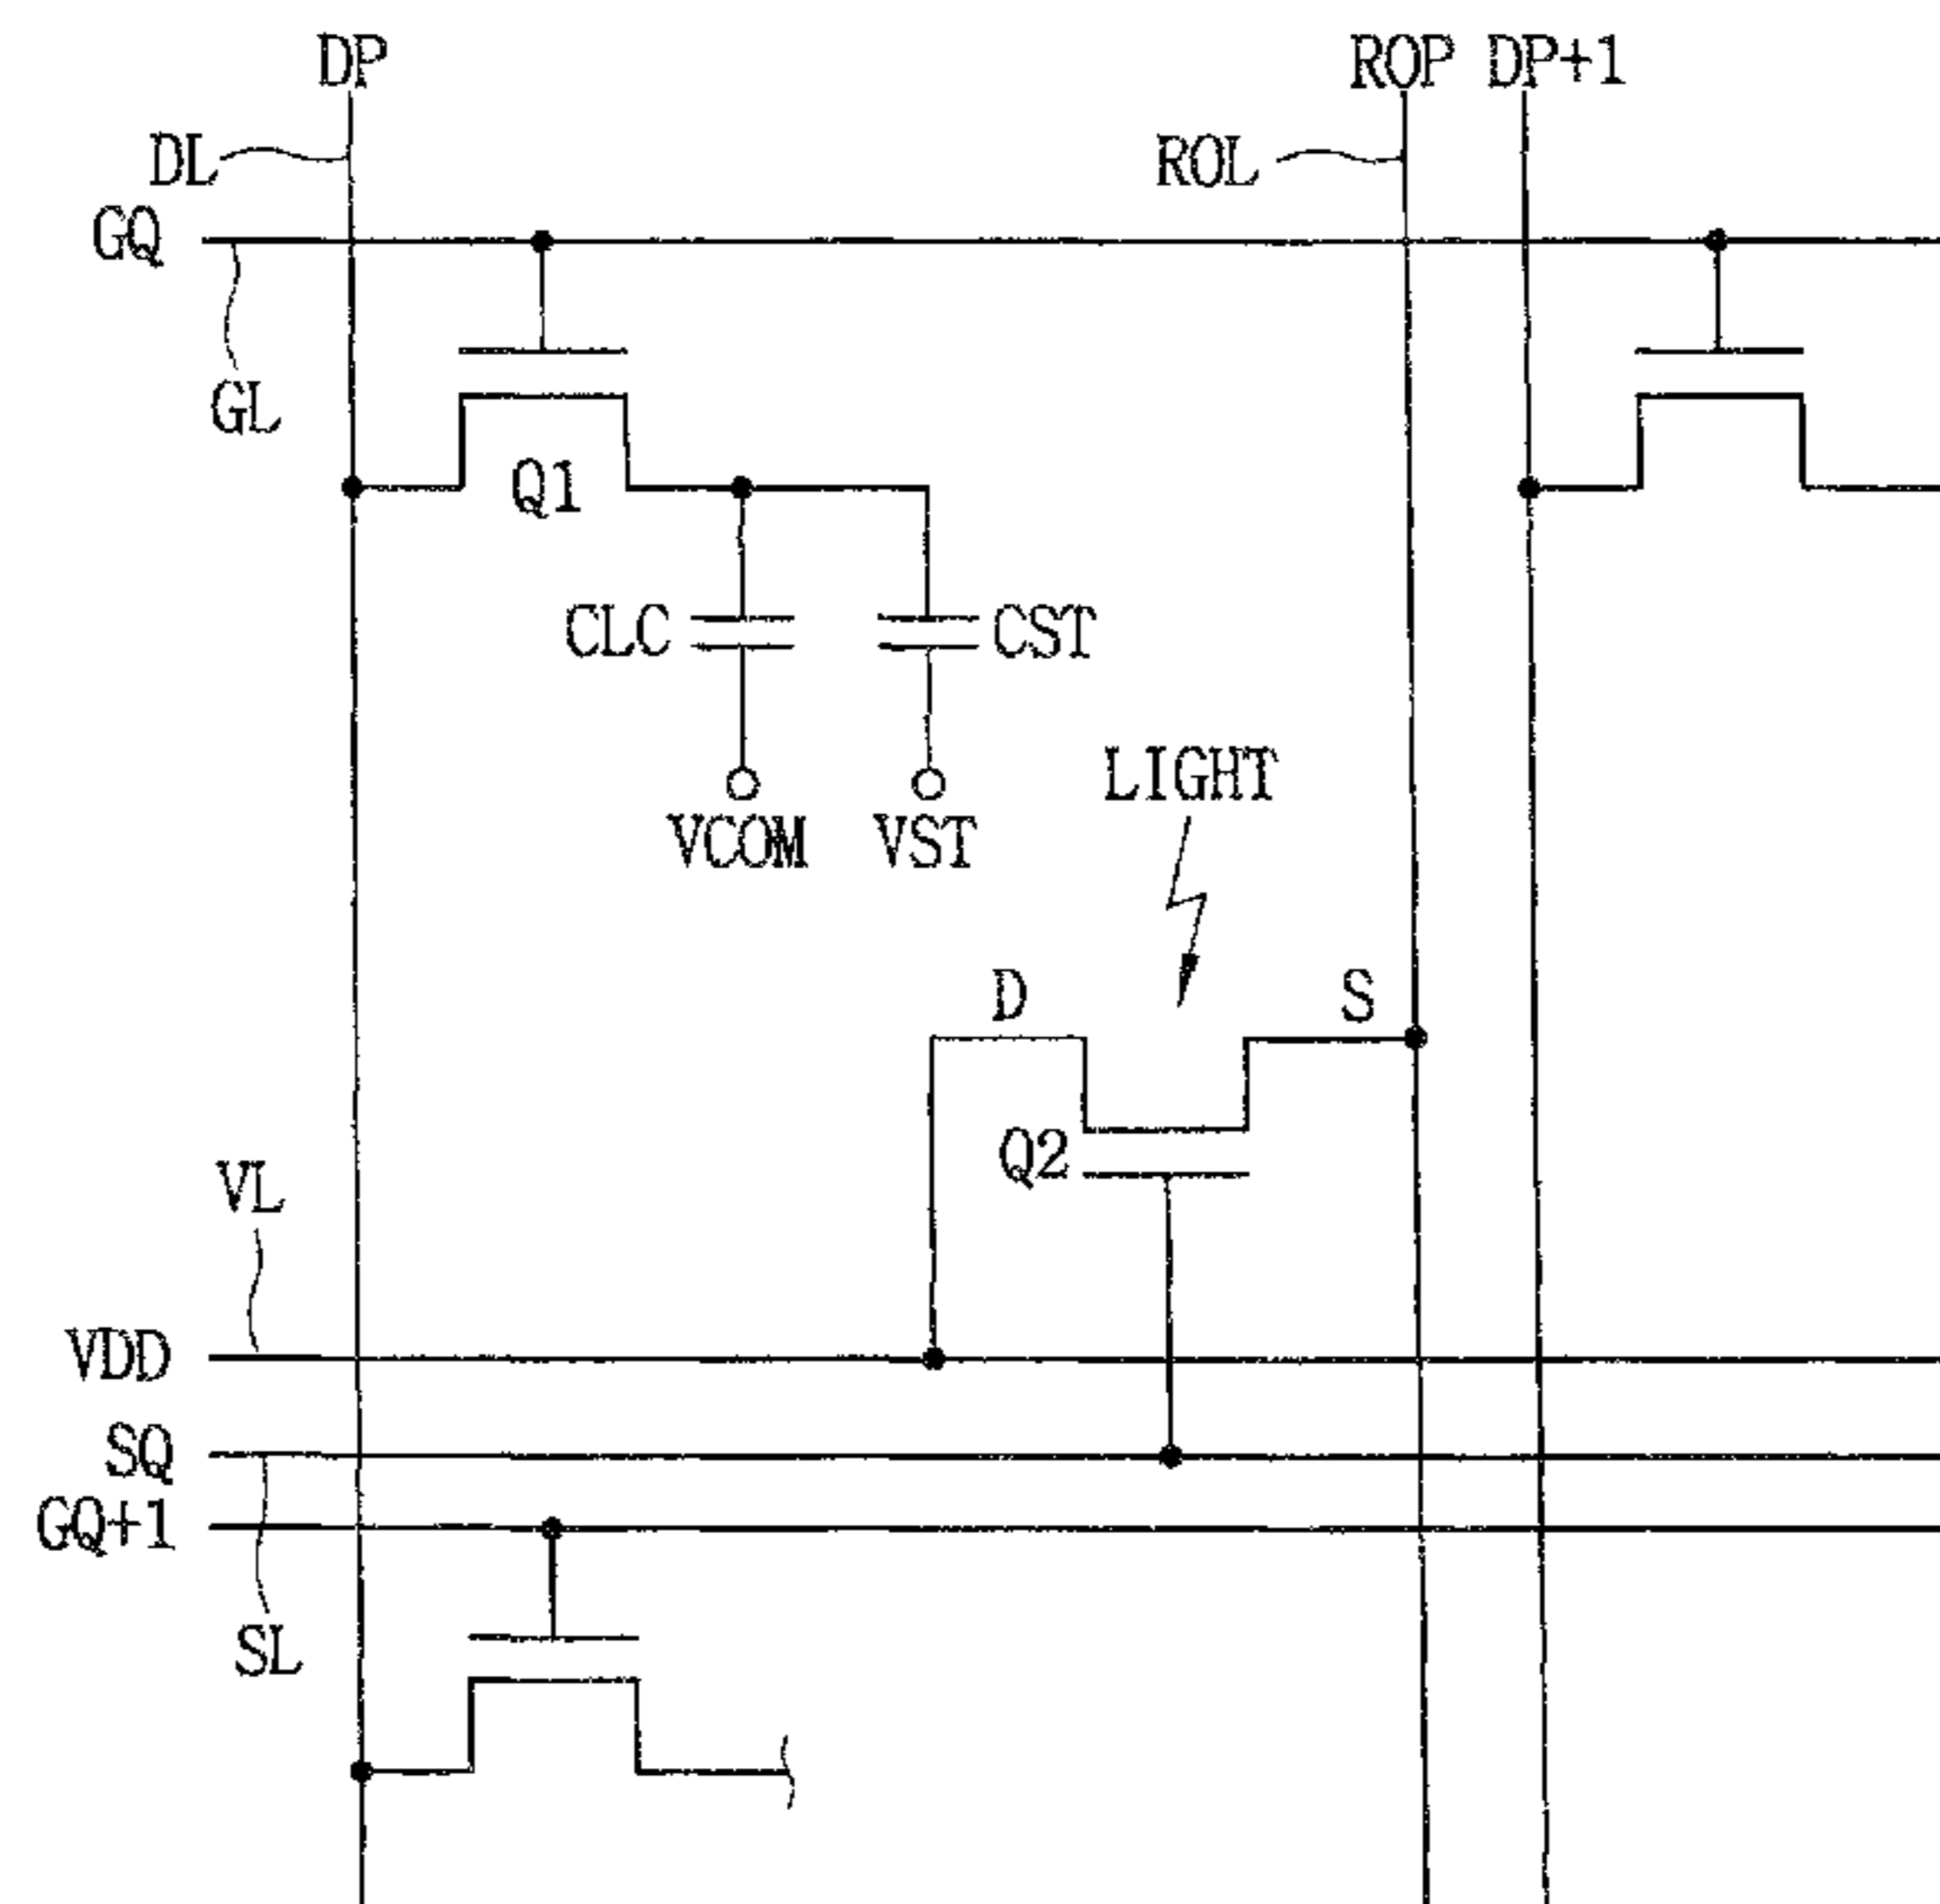 DP
ROP
DP+1
DL
ROL
GQ
GL
Q1
CLC
CST
LIGHT
VCOM
VST
D
S
Q2
VL
VDD
SQ
GQ+1
SL